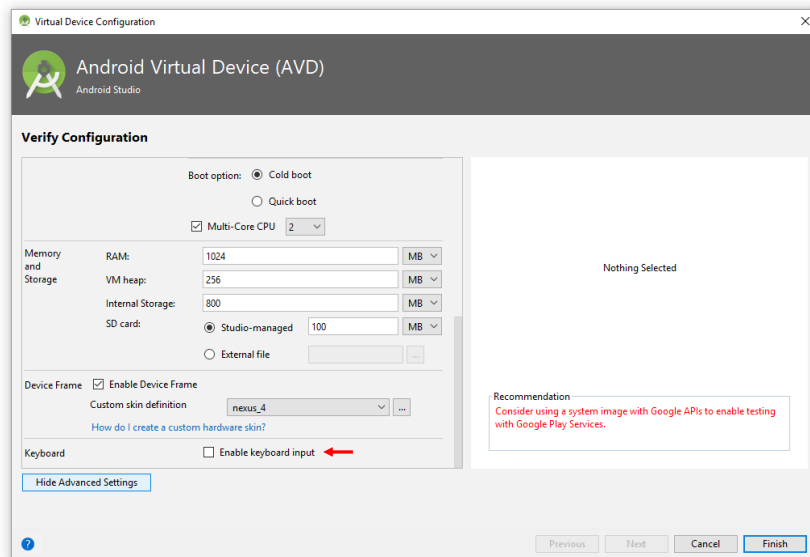 Virtual Device Configuration
Android Virtual Device (AVD)
Android Studio
Verify Configuration
Boot option: Cold boot
Quick boot
Multi-Core CPU 2
Memory and Storage
RAM: 1024 MB
VM heap: 256 MB
Internal Storage: 800 MB
SD card: Studio-managed 100 MB
External file ...
Device Frame Enable Device Frame
Custom skin definition nexus_4 ...
How do I create a custom hardware skin?
Keyboard Enable keyboard input
Hide Advanced Settings
Nothing Selected
Recommendation
Consider using a system image with Google APIs to enable testing
with Google Play Services.
?
Previous Next Cancel Finish